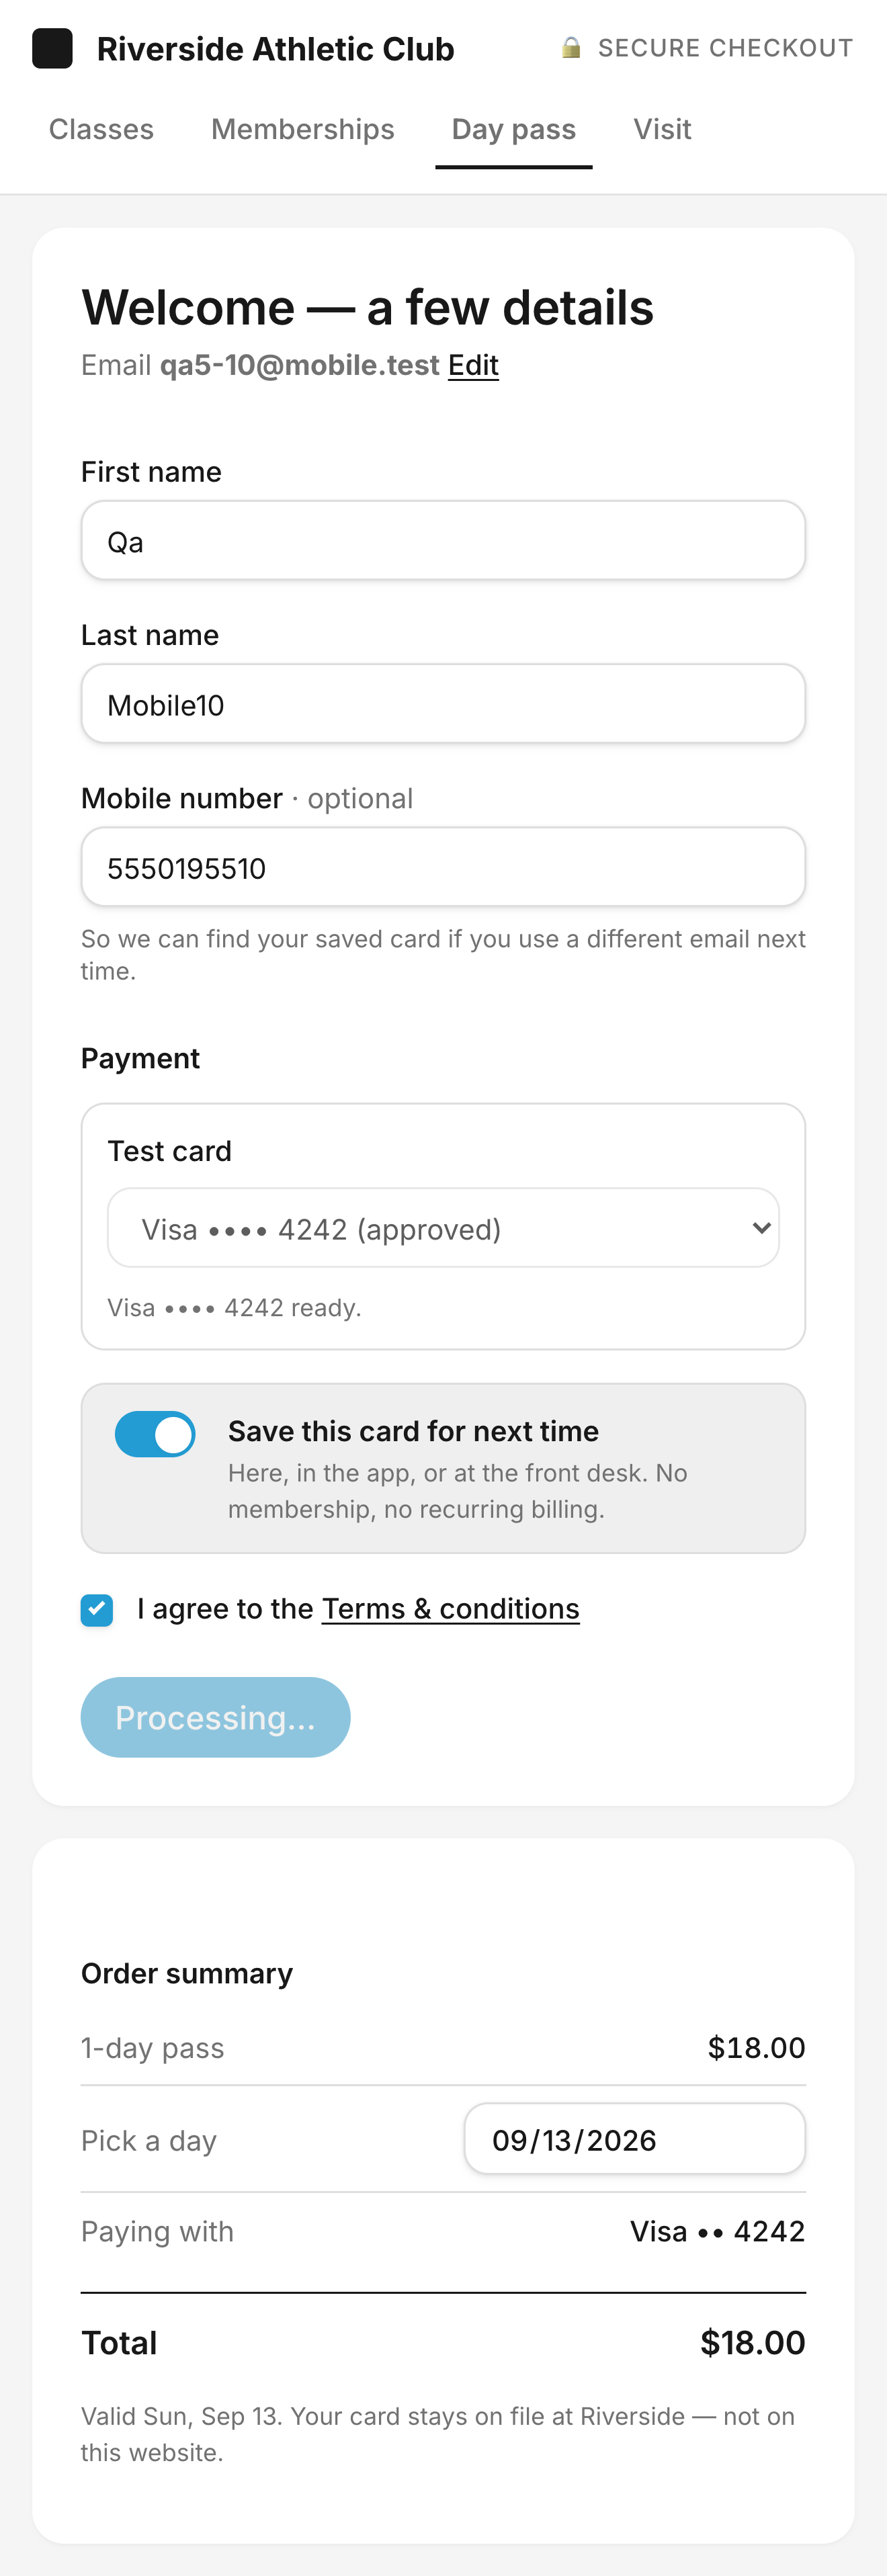 Riverside Athletic Club
SECURE CHECKOUT
Classes Memberships Day pass Visit
Welcome — a few details
Email qa5-10@mobile.test Edit
First name
Qa
Last name
Mobile10
Mobile number · optional
5550195510
So we can find your saved card if you use a different email next
time.
Payment
Test card
Visa •••• 4242 (approved)
Visa •••• 4242 ready.
Save this card for next time
Here, in the app, or at the front desk. No
membership, no recurring billing.
I agree to the Terms & conditions
Processing...
Order summary
1-day pass $18.00
Pick a day 09/13/2026
Paying with Visa •• 4242
Total $18.00
Valid Sun, Sep 13. Your card stays on file at Riverside — not on
this website.